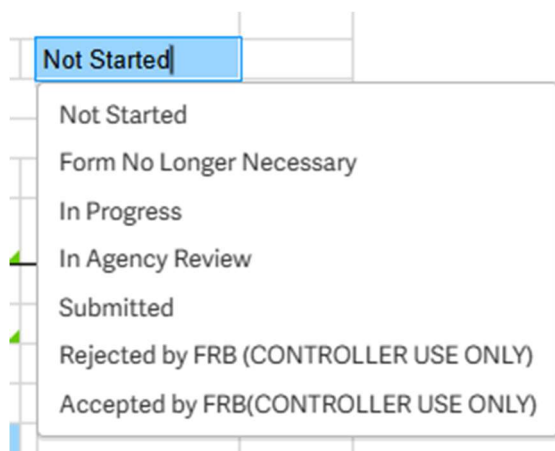 Not Started
Not Started
Form No Longer Necessary
In Progress
In Agency Review
Submitted
Rejected by FRB (CONTROLLER USE ONLY)
Accepted by FRB(CONTROLLER USE ONLY)